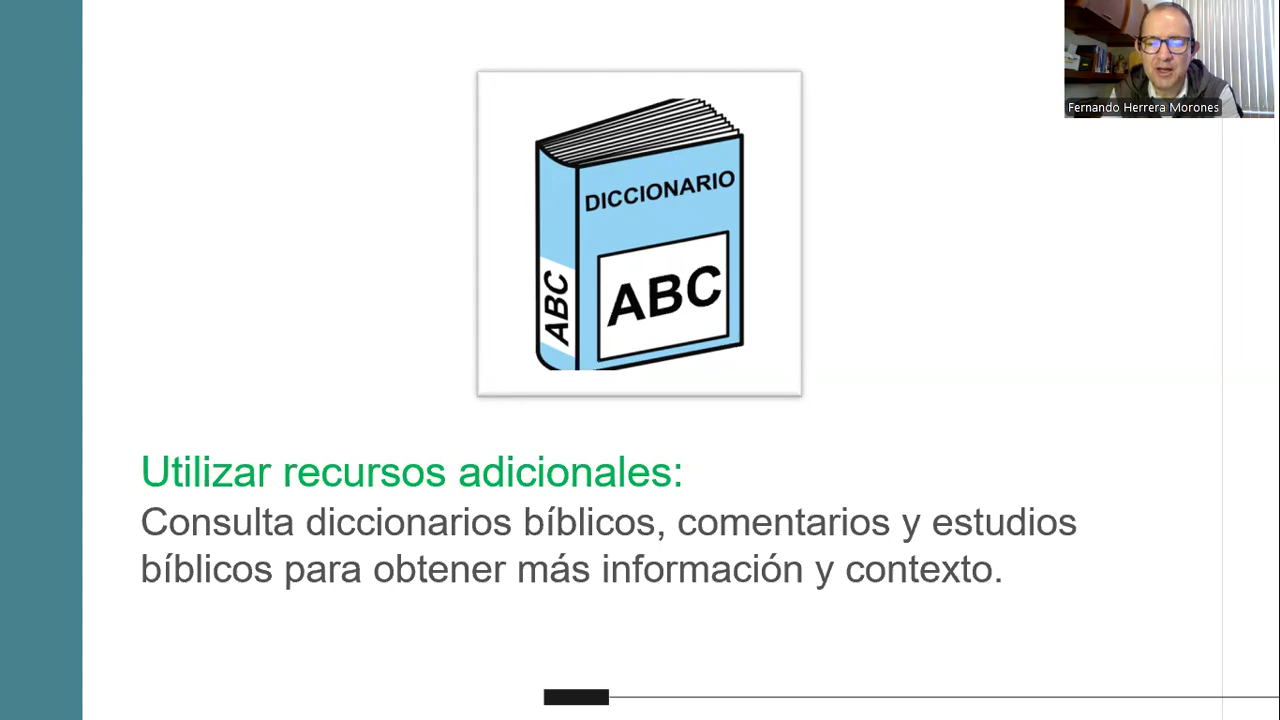 Fernando Herrera Morones
DICCIONARIO
ABC
ABC
Utilizar recursos adicionales:
Consulta diccionarios bíblicos, comentarios y estudios
bíblicos para obtener más información y contexto.